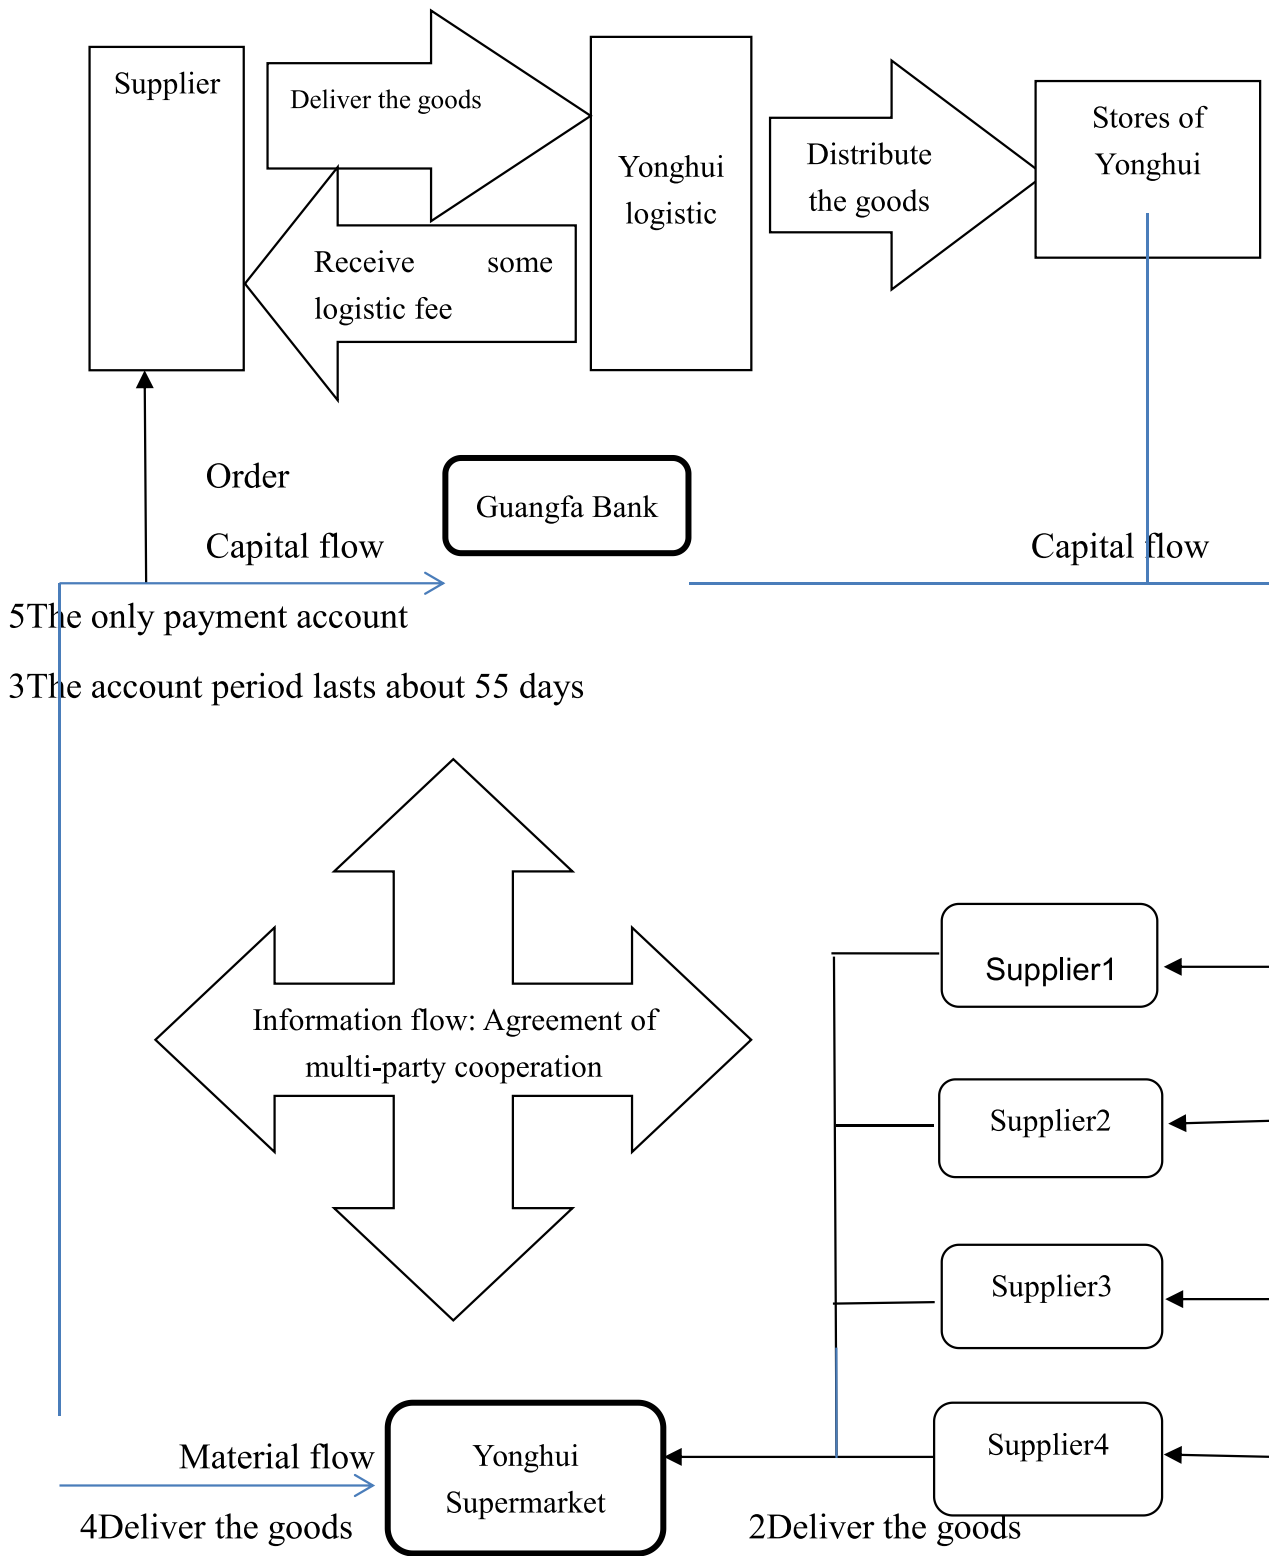 Supplier
Deliver the goods
Yonghui
logistic
Receive some
logistic fee
Distribute
the goods
Stores of
Yonghui
Order
Guangfa Bank
Capital flow
Capital flow
5The only payment account
3The account period lasts about 55 days
Information flow: Agreement of
multi-party cooperation
Supplier1
Supplier2
Supplier3
Supplier4
Material flow
Yonghui
Supermarket
4Deliver the goods
2Deliver the goods